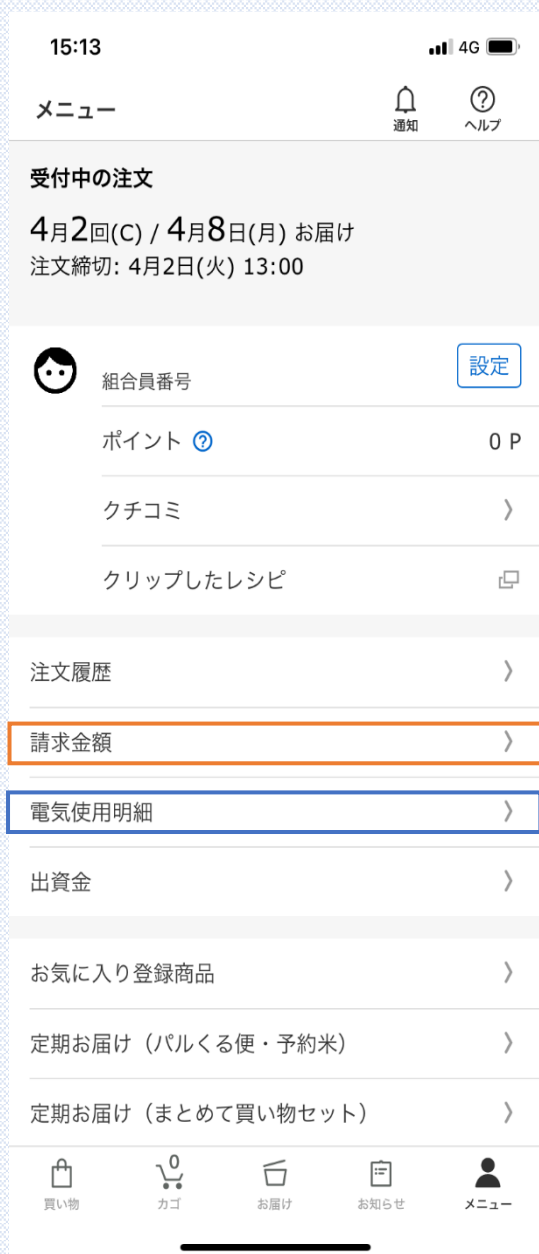 15:13
4G
メニュー
通知
ヘルプ
受付中の注文
4月2回(C) / 4月8日(月) お届け
注文締切: 4月2日(火) 13:00
設定
組合員番号
ポイント ?
0 P
クチコミ
クリップしたレシピ
注文履歴
請求金額
電気使用明細
出資金
お気に入り登録商品
定期お届け（パルくる便・予約米）
定期お届け（まとめて買い物セット）
0
買い物
カゴ
お届け
お知らせ
メニュー